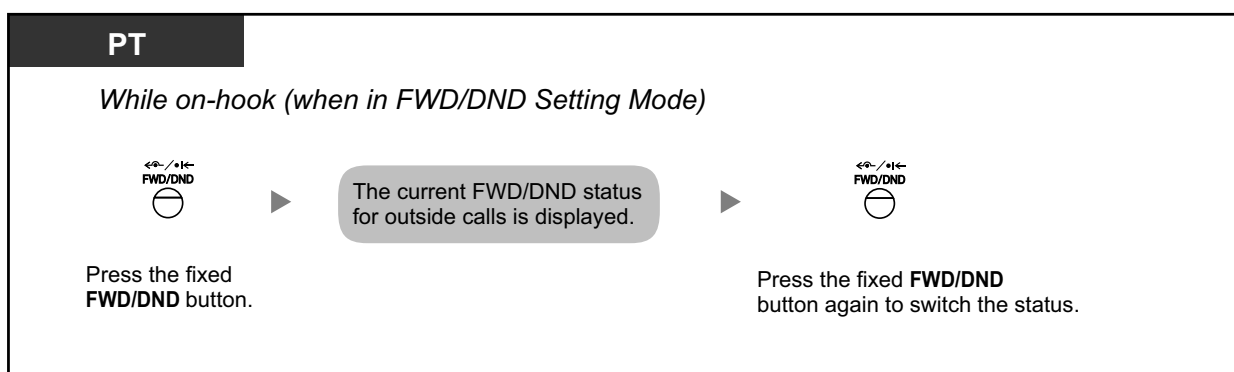 PT
While on-hook (when in FWD/DND Setting Mode)
FWD/DND
The current FWD/DND status
for outside calls is displayed.
FWD/DND
Press the fixed
FWD/DND button.
Press the fixed FWD/DND
button again to switch the status.